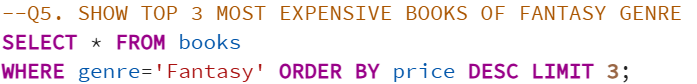 --Q5. SHOW TOP 3 MOST EXPENSIVE BOOKS OF FANTASY GENRE
SELECT * FROM books
WHERE genre='Fantasy' ORDER BY price DESC LIMIT 3;